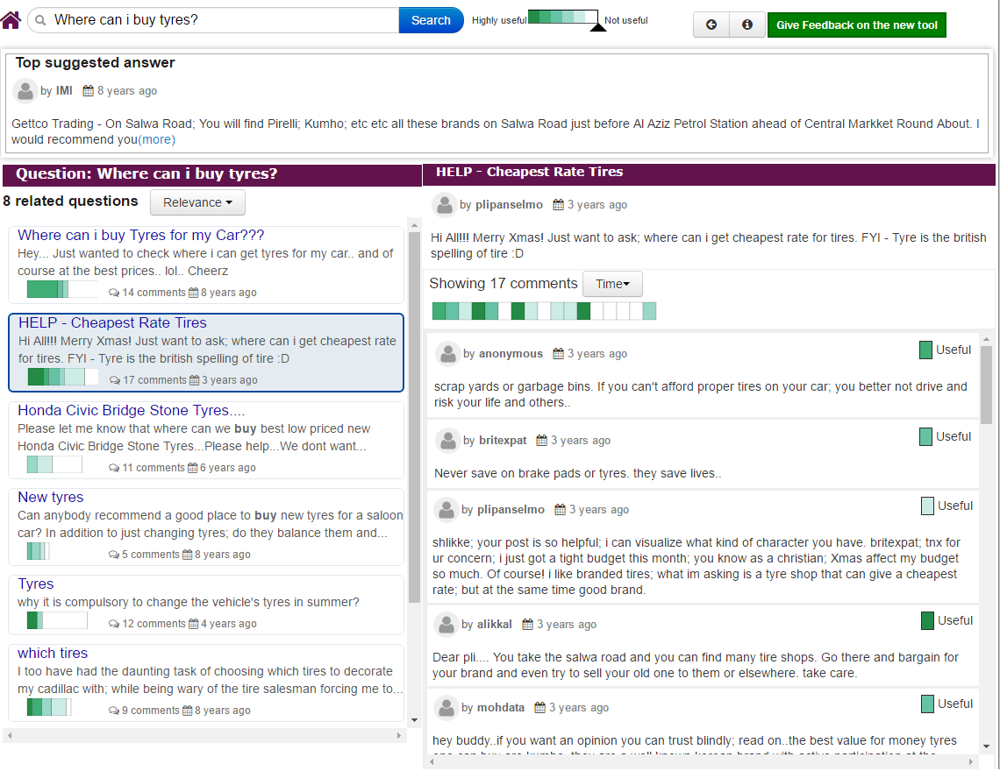 Where can i buy tyres?
Search
Highly useful
Not useful
Give Feedback on the new tool
Top suggested answer
by IMI 8 years ago
Gettco Trading - On Salwa Road; You will find Pirelli; Kumho; etc etc all these brands on Salwa Road just before Al Aziz Petrol Station ahead of Central Markket Round About. I
would recommend you(more)
Question: Where can i buy tyres?
8 related questions
Relevance
Where can i buy Tyres for my Car???
Hey... Just wanted to check where i can get tyres for my car.. and of
course at the best prices.. lol.. Cheerz
14 comments 8 years ago
HELP - Cheapest Rate Tires
Hi All!!! Merry Xmas! Just want to ask; where can i get cheapest rate
for tires. FYI - Tyre is the british spelling of tire :D
17 comments 3 years ago
Honda Civic Bridge Stone Tyres....
Please let me know that where can we buy best low priced new
Honda Civic Bridge Stone Tyres...Please help...We dont want...
11 comments 6 years ago
New tyres
Can anybody recommend a good place to buy new tyres for a saloon
car? In addition to just changing tyres; do they balance them and...
5 comments 8 years ago
Tyres
why it is compulsory to change the vehicle's tyres in summer?
12 comments 4 years ago
which tires
I too have had the daunting task of choosing which tires to decorate
my cadillac with; while being wary of the tire salesman forcing me to...
9 comments 8 years ago
HELP - Cheapest Rate Tires
by plipanselmo 3 years ago
Hi All!!! Merry Xmas! Just want to ask; where can i get cheapest rate for tires. FYI - Tyre is the british
spelling of tire :D
Showing 17 comments
Time
by anonymous 3 years ago
Useful
scrap yards or garbage bins. If you can't afford proper tires on your car; you better not drive and
risk your life and others..
by britexpat 3 years ago
Useful
Never save on brake pads or tyres. they save lives..
by plipanselmo 3 years ago
Useful
shlikke; your post is so helpful; i can visualize what kind of character you have. britexpat; tnx for
ur concern; i just got a tight budget this month; you know as a christian; Xmas affect my budget
so much. Of course! i like branded tires; what im asking is a tyre shop that can give a cheapest
rate; but at the same time good brand.
by alikkal 3 years ago
Useful
Dear pli.... You take the salwa road and you can find many tire shops. Go there and bargain for
your brand and even try to sell your old one to them or elsewhere. take care.
by mohdata 3 years ago
Useful
hey buddy..if you want an opinion you can trust blindly; read on..the best value for money tyres